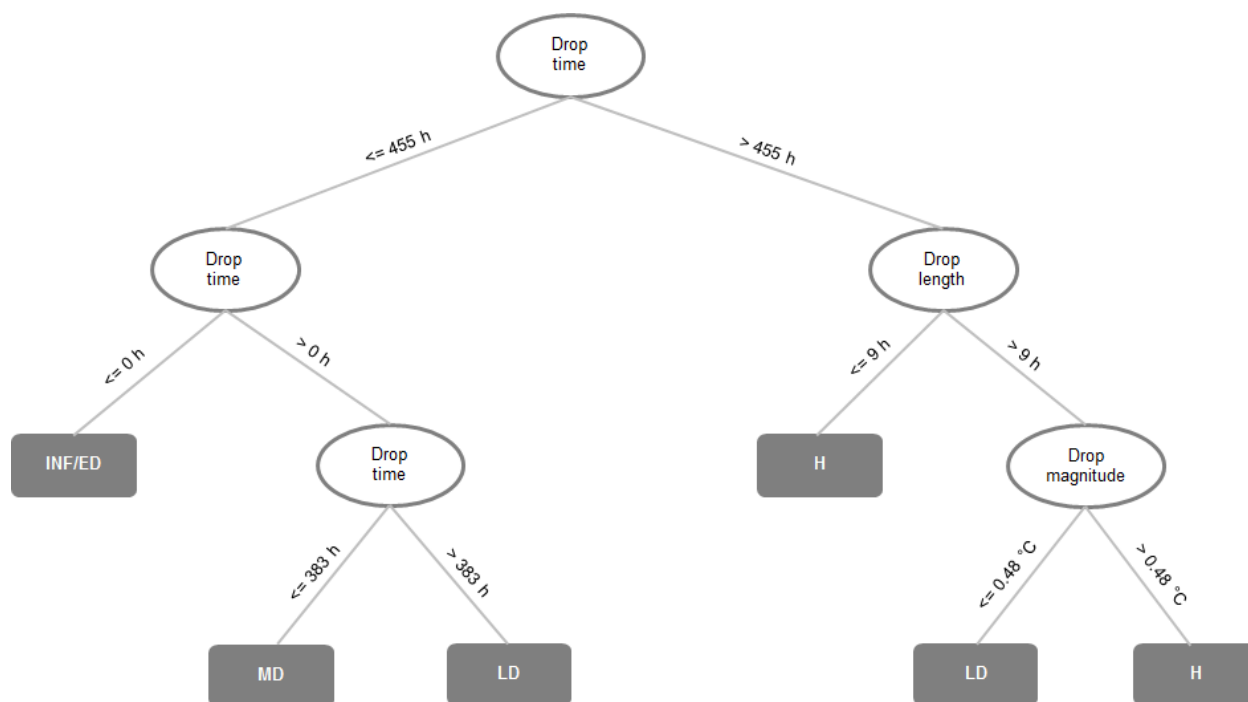 Drop
time
<= 455 h
> 455 h
Drop
time
Drop
length
<= 0 h
> 0 h
<= 9 h
> 9 h
INF/ED
Drop
time
H
Drop
magnitude
<= 383 h
> 383 h
<= 0.48 °C
> 0.48 °C
MD
LD
LD
H